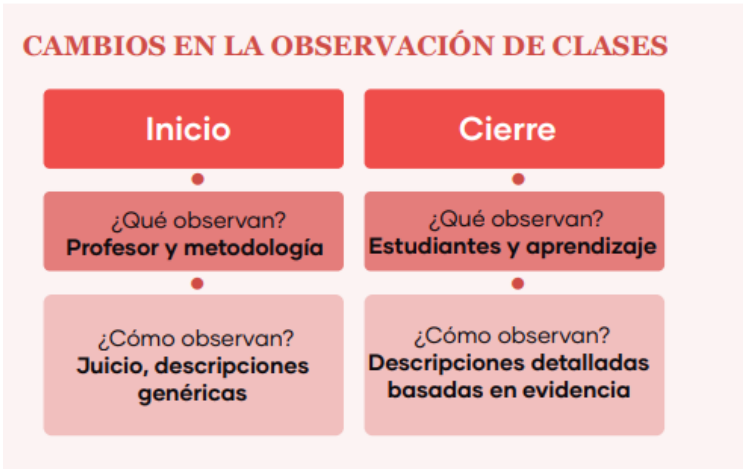 CAMBIOS EN LA OBSERVACIÓN DE CLASES
Inicio
¿Qué observan?
Profesor y metodología
¿Cómo observan?
Juicio, descripciones
genéricas
Cierre
¿Qué observan?
Estudiantes y aprendizaje
¿Cómo observan?
Descripciones detalladas
basadas en evidencia